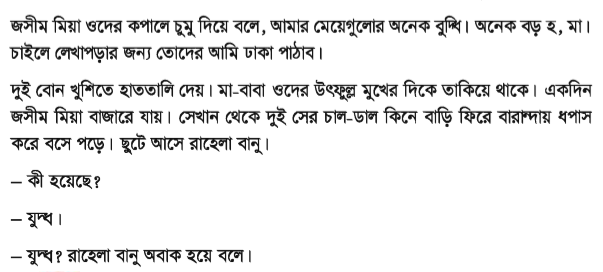 জসীম মিয়া ওদের কপালে চুমু দিয়ে বলে, আমার মেয়েগুলোর অনেক বুদ্ধি। অনেক বড় হ, মা।
চাইলে লেখাপড়ার জন্য তোদের আমি ঢাকা পাঠাব।
দুই বোন খুশিতে হাততালি দেয়। মা-বাবা ওদের উৎফুল্ল মুখের দিকে তাকিয়ে থাকে। একদিন
জসীম মিয়া বাজারে যায়। সেখান থেকে দুই সের চাল-ডাল কিনে বাড়ি ফিরে বারান্দায় ধপাস
করে বসে পড়ে। ছুটে আসে রাহেলা বানু।
– কী হয়েছে?
– যুদ্ধ।
– যুদ্ধ? রাহেলা বানু অবাক হয়ে বলে।